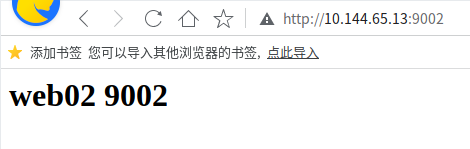 http://10.144.65.13:9002
添加书签 您可以导入其他浏览器的书签, 点此导入
web02 9002